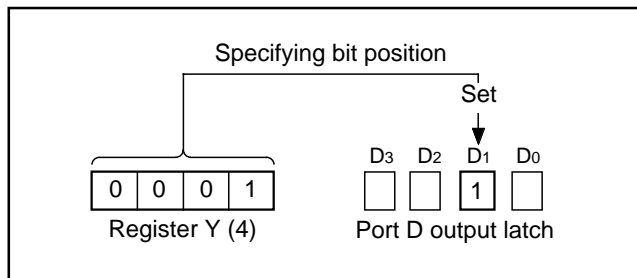 Specifying bit position
Set
D3 D2 D1 D0
0 0 0 1 1
Register Y (4) Port D output latch